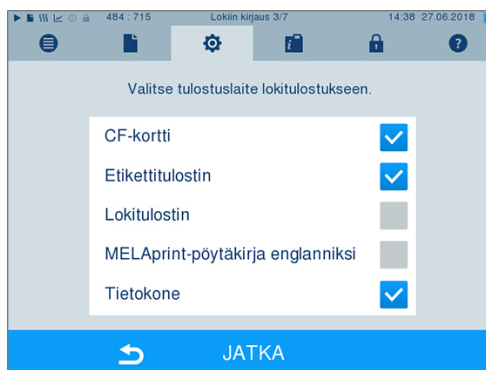 484 : 715 Lokiin kirjaus 3/7 14:38 27.06.2018
Valitse tulostuslaite lokitulostukseen.
CF-kortti
Etikettitulostin
Lokitulostin
MELAprint-pöytäkirja englanniksi
Tietokone
JATKA